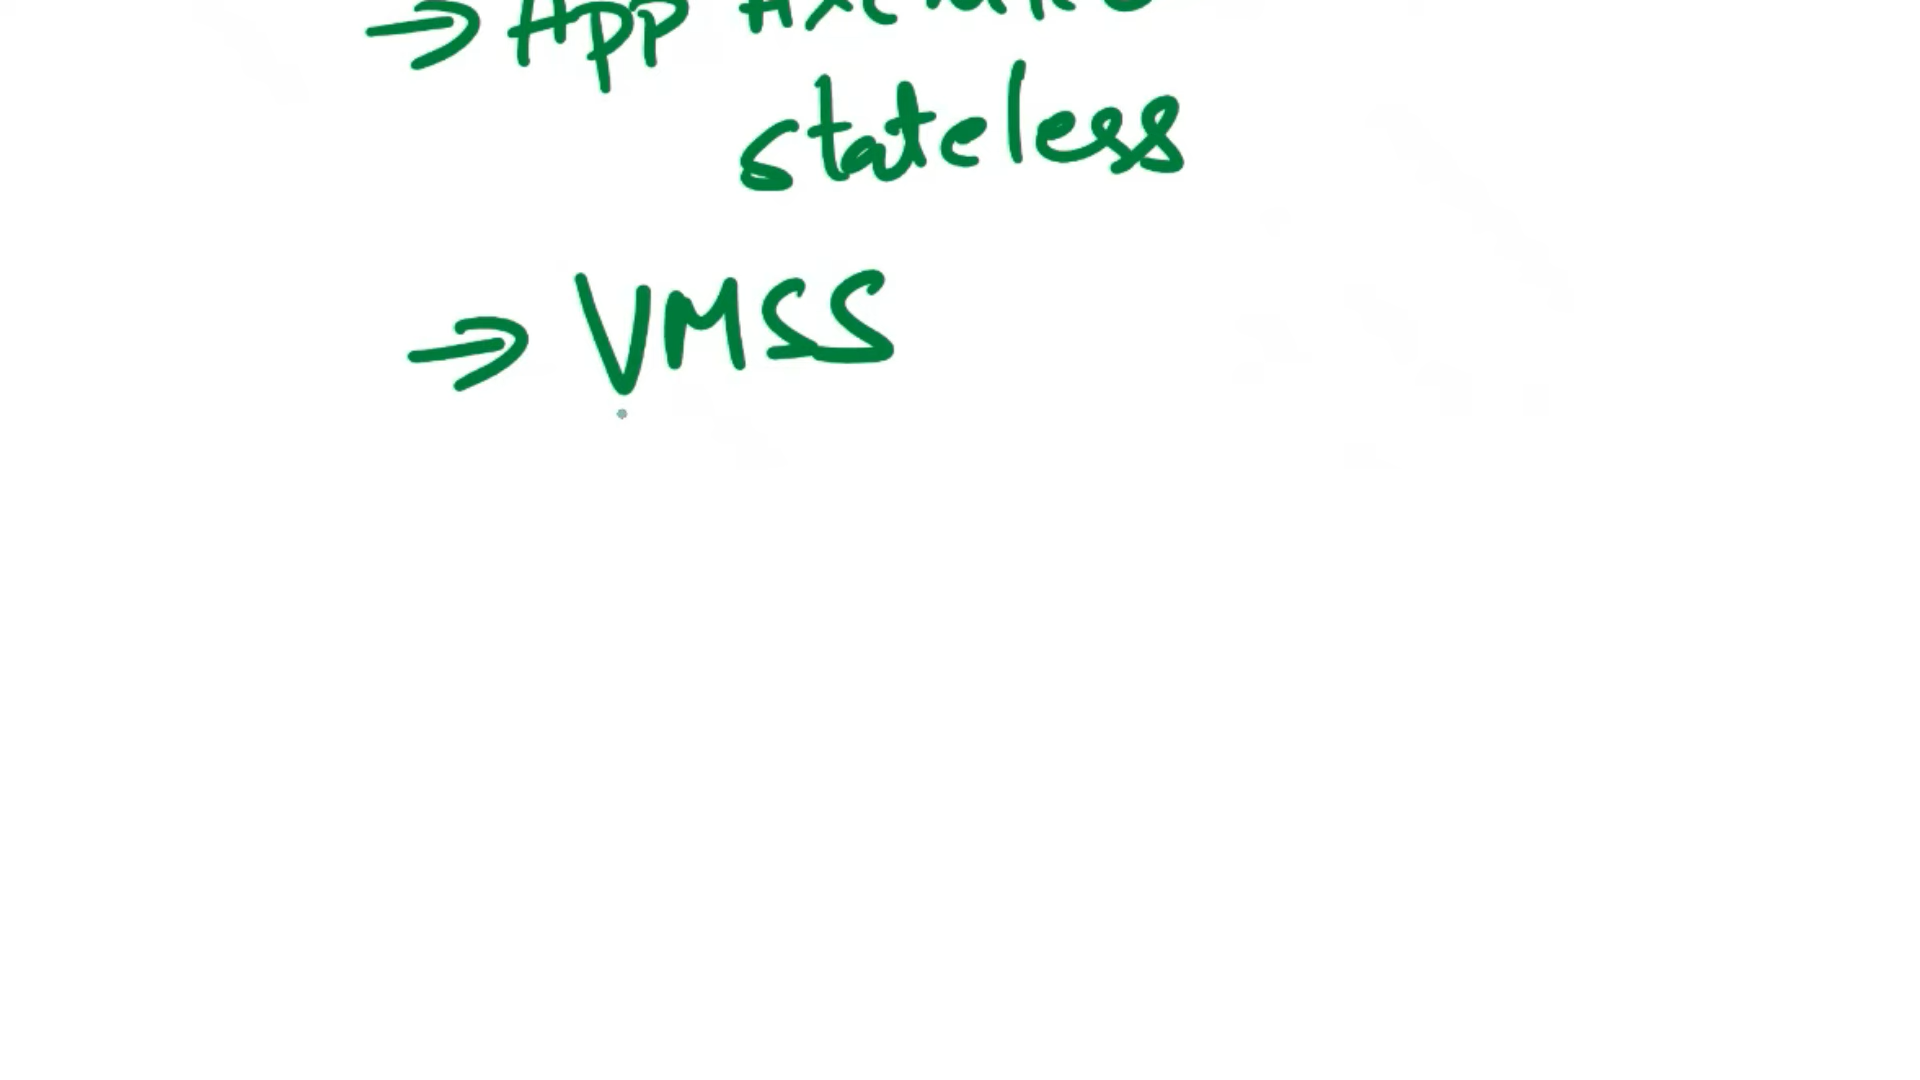 → App
stateless
→ VMSS